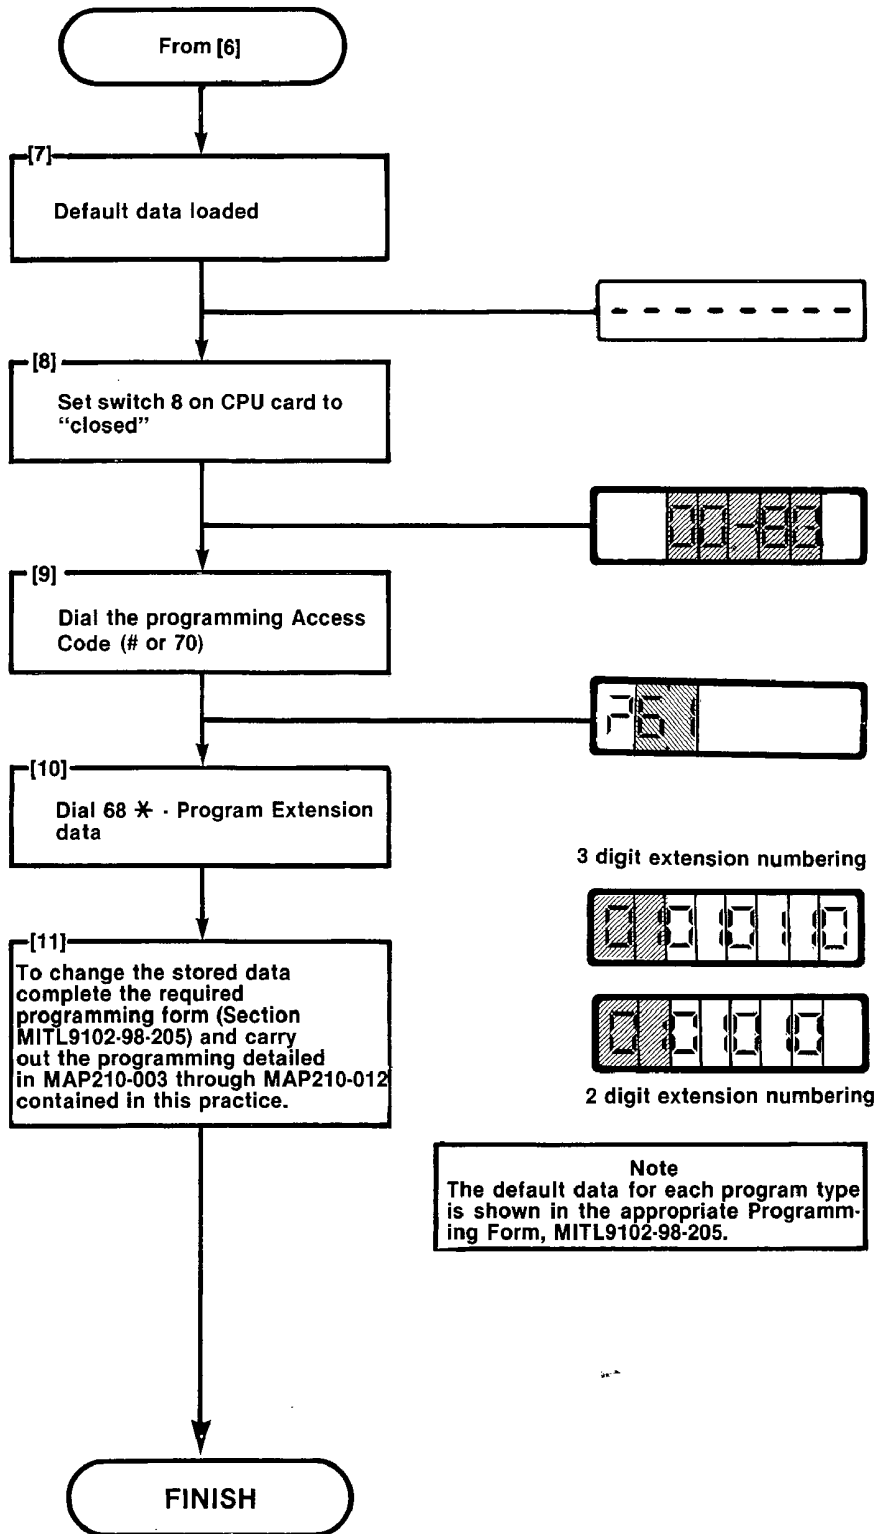 From [6]
[7]
Default data loaded
- - - - - - - -
[8]
Set switch 8 on CPU card to
“closed”
[9]
Dial the programming Access
Code (# or 70)
[10]
Dial 68 * - Program Extension
data
3 digit extension numbering
[11]
To change the stored data
complete the required
programming form (Section
MITL9102-98-205) and carry
out the programming detailed
in MAP210-003 through MAP210-012
contained in this practice.
2 digit extension numbering
Note
The default data for each program type
is shown in the appropriate Programm-
ing Form, MITL9102-98-205.
FINISH